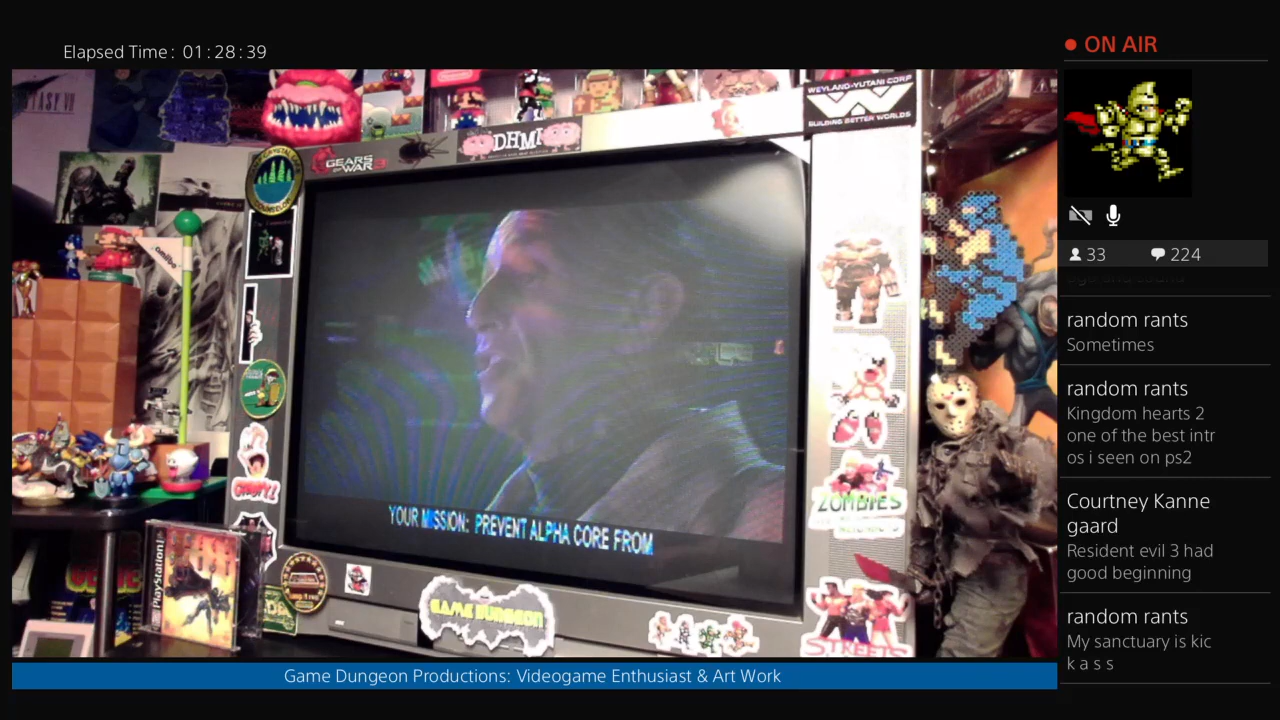 Elapsed Time: 01:28:39
ON AIR
33
224
random rants
Sometimes
random rants
Kingdom hearts 2
one of the best intr
os i seen on ps2
Courtney Kanne
gaard
Resident evil 3 had
good beginning
random rants
My sanctuary is kic
k a s s
WEYLAND-YUTANI CORP
BUILDING BETTER WORLDS
DHMI
GEARS
OF WAR 3
amiibo
YOUR MISSION: PREVENT ALPHA CORE FROM
ZOMBIES
PlayStation
GAME DUNGEON
STREETS
Game Dungeon Productions: Videogame Enthusiast & Art Work